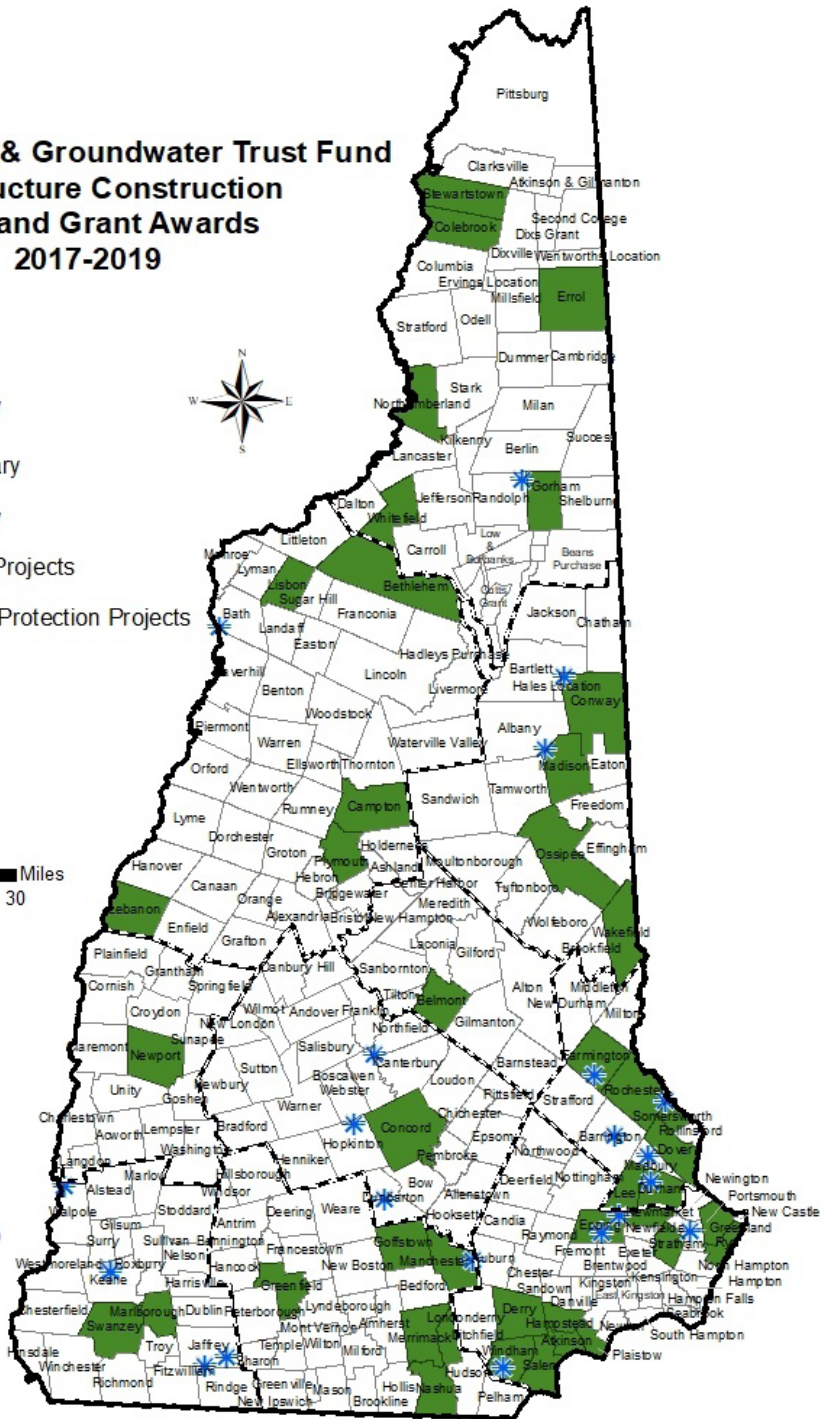 & Groundwater Trust Fund
ucture Construction
and Grant Awards
2017-2019
N
W E
S
ary
Projects
Protection Projects
Miles
30
Pittsburg
Clarksville
Atkinson & Gilmanton
Stewartstown
Second College
Colebrook
Dixs Grant
Dixville Wentworths Location
Columbia
Ervings Location
Millsfield Errol
Stratford Odell
Dummer Cambridge
Stark
Northumberland Milan
Kilkenny Berlin Success
Lancaster
Jefferson Randolph Gorham
Shelburne
Dalton
Whitefield
Littleton Low
&
Burbanks
Grant
Carroll Beans
Purchase
Monroe
Lyman
Lisbon Bethlehem
Cutts
Grant
Sugar Hill
Bath Franconia Jackson Chatham
Landaff
Easton
Hadleys Purchase
Haverhill Lincoln Bartlett
Hales Location
Benton Livermore Conway
Woodstock
Piermont Albany
Warren Waterville Valley
Ellsworth Thornton Madison Eaton
Orford
Wentworth Sandwich Tamworth
Rumney Campton Freedom
Lyme
Dorchester
Groton Holderness Ossipee Effingham
Plymouth Ashland Moultonborough
Hanover Hebron
Canaan Bridgewater Center Harbor Tuftonboro
Orange Meredith
Lebanon Alexandria Bristol New Hampton Wolfeboro Wakefield
Enfield
Grafton Laconia Brookfield
Plainfield Gilford
Grantham Danbury Hill Sanbornton
Cornish Springfield Alton Middleton
Croydon Tilton Belmont New Durham Milton
Wilmot Andover Franklin
New London Northfield Gilmanton
Claremont Sunapee Salisbury Farmington
Newport Canterbury Barnstead
Sutton Boscawen Rochester
Unity Newbury Webster Loudon
Goshen Pittsfield Strafford
Charlestown Warner Chichester Somersworth
Lempster Bradford Concord Rollinsford
Acworth Hopkinton Barrington
Washington Epsom Dover
Langdon Henniker Pembroke Northwood Madbury
Marlow Hillsborough Bow
Alstead Windsor Deerfield Nottingham Lee Durham Newington
Walpole Stoddard Dunbarton Allenstown Portsmouth
Gilsum Antrim Deering Weare Hooksett Newmarket New Castle
Candia Epping Newfields Greenland
Surry Sullivan Bennington Goffstown Raymond Stratham Rye
Nelson Francestown Fremont Exeter
Westmoreland Roxbury Hancock New Boston Manchester Auburn Brentwood North Hampton
Keene Harrisville Greenfield Bedford Chester Kingston Kensington Hampton
Sandown East Kingston Hampton Falls
Chesterfield Marlborough Dublin Peterborough Lyndeborough Londonderry Derry Danville Seabrook
Swanzey Mont Vernon Amherst Hampstead Newton South Hampton
Troy Jaffrey Temple Wilton Merrimack Litchfield Atkinson
Hinsdale Sharon Milford Windham Plaistow
Winchester Fitzwilliam Hudson Salem
Richmond Rindge Greenville Mason Hollis Nashua Pelham
New Ipswich Brookline